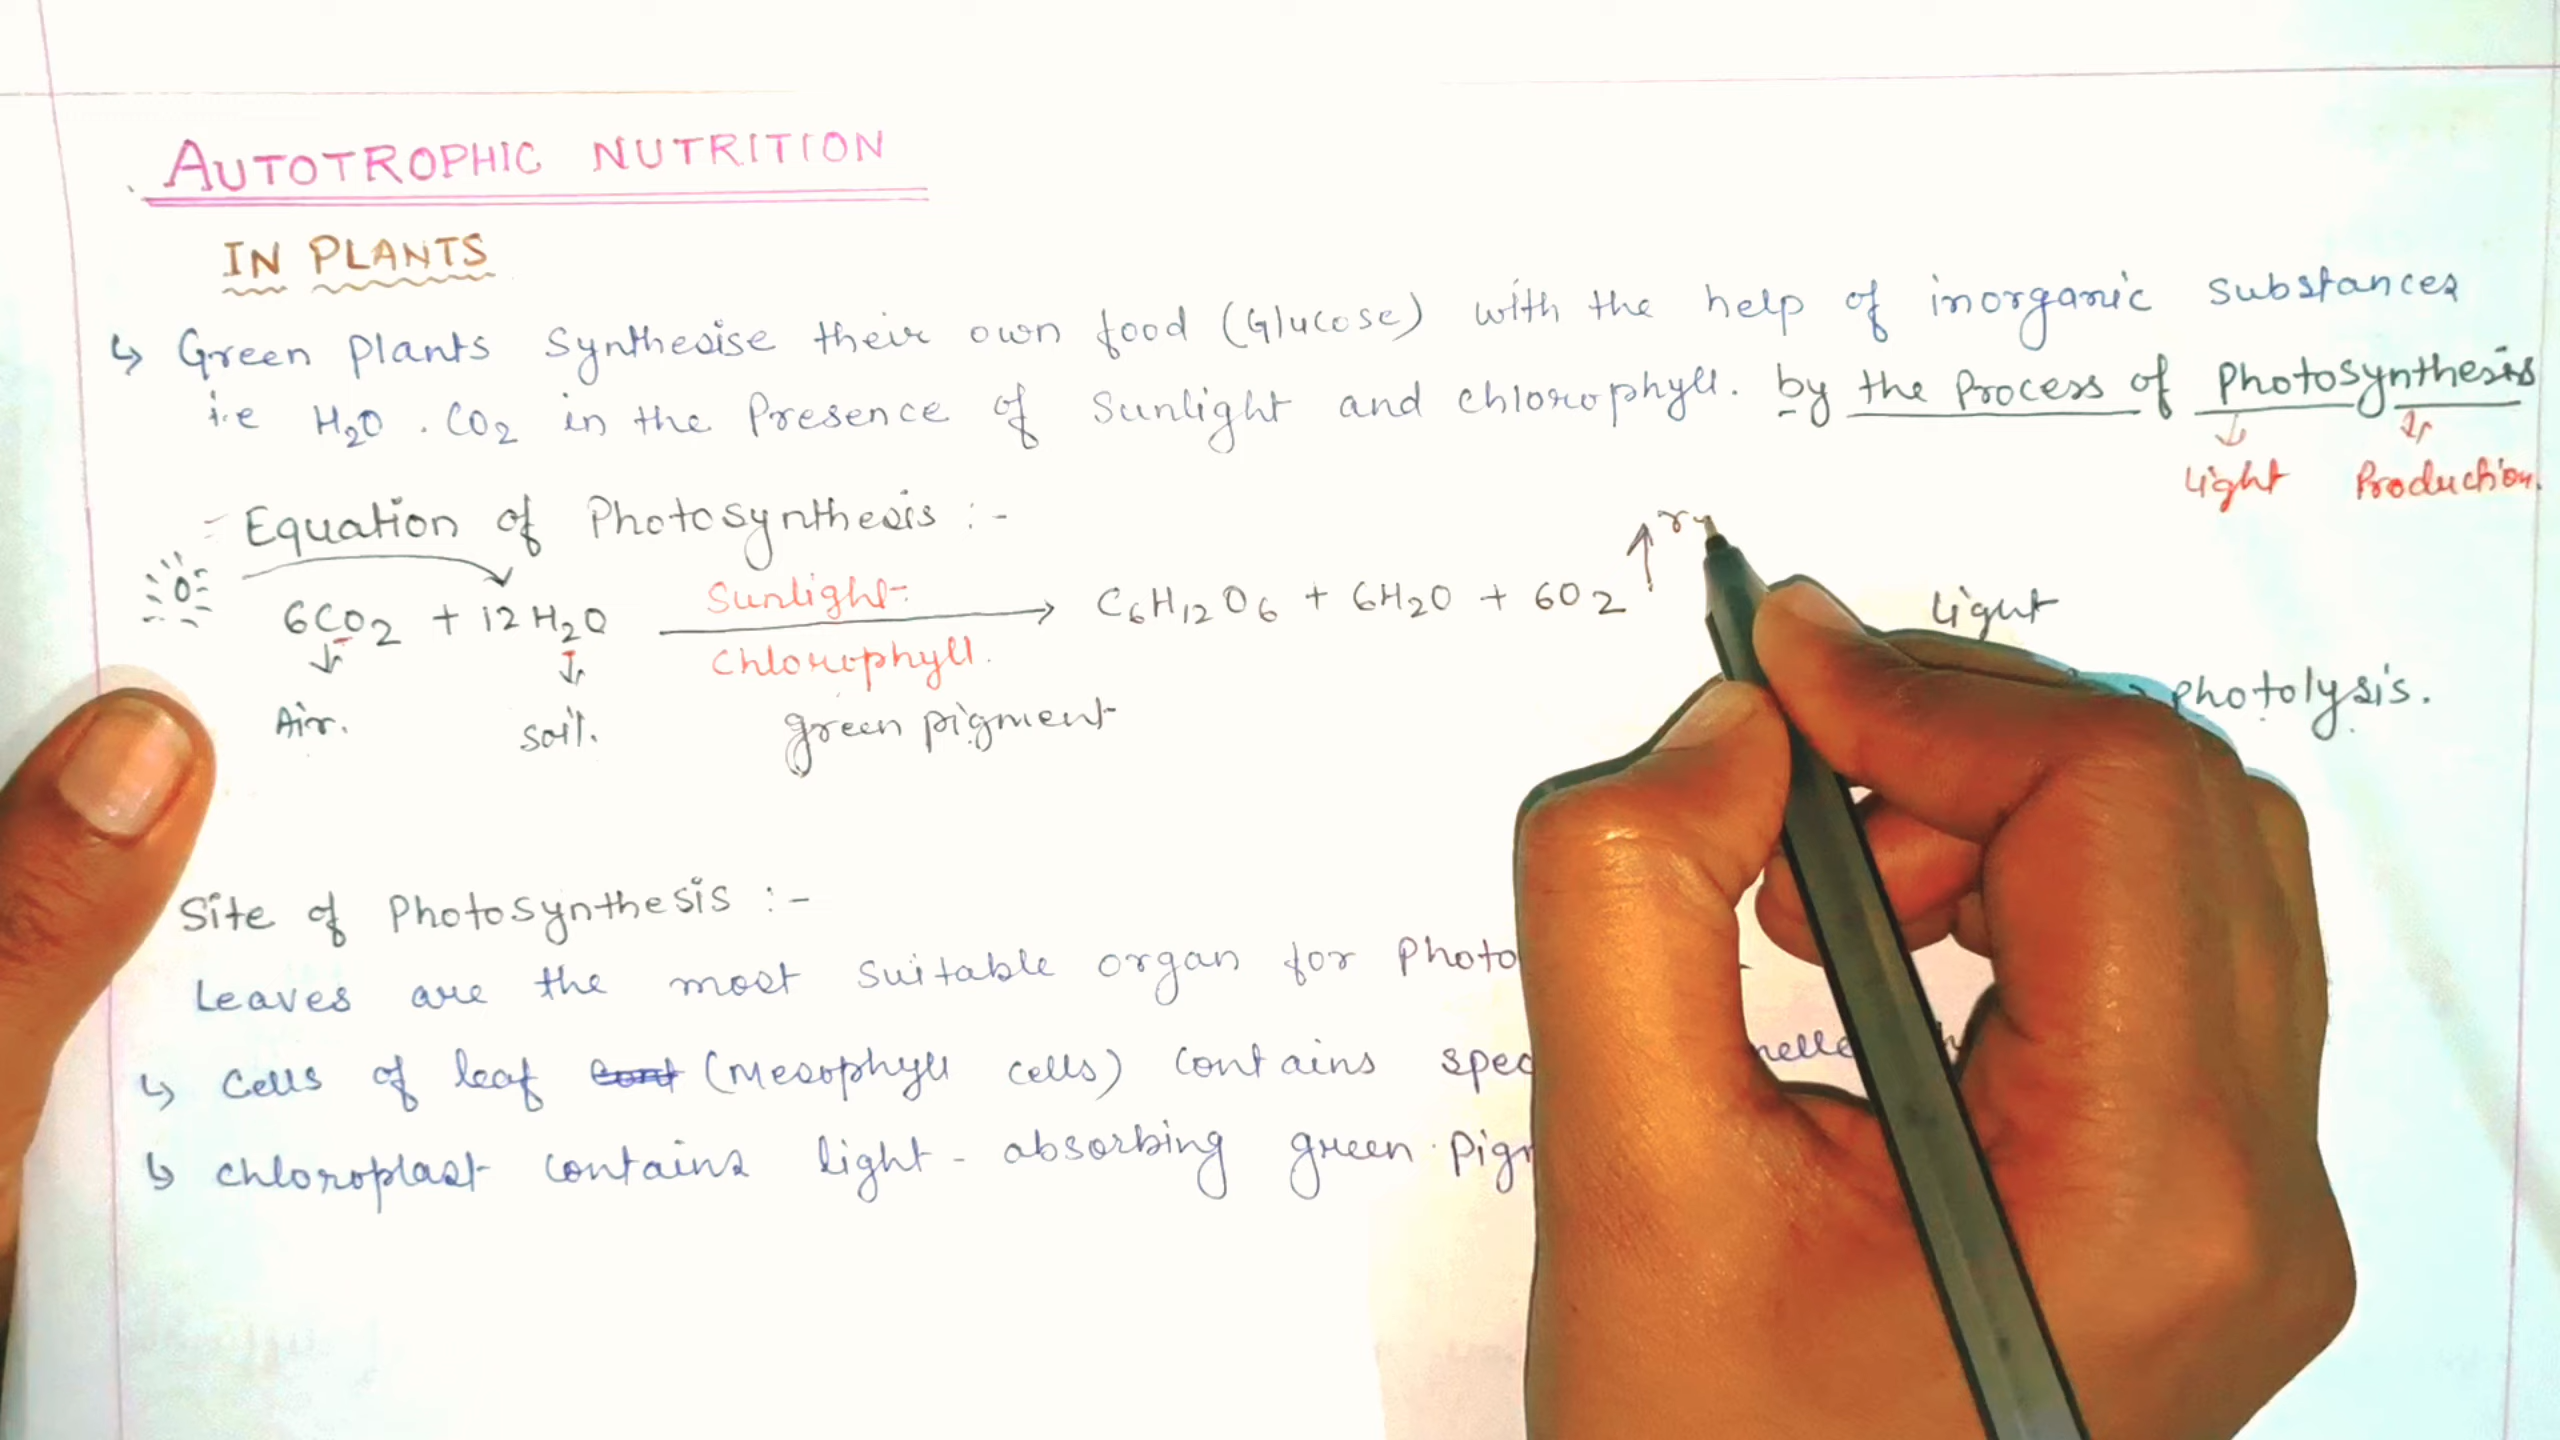 AUTOTROPHIC NUTRITION
IN PLANTS
↳ Green plants synthesise their own food (Glucose) with the help of inorganic substances
i.e H₂O . CO₂ in the Presence of Sunlight and chlorophyll. by the Process of Photosynthesis
Light Production.
Equation of Photosynthesis :-
6CO₂ + 12H₂O Sunlight Chlorophyll. → C₆H₁₂O₆ + 6H₂O + 6O₂ ↑
Light
Photolysis.
Air. Soil. green pigment
Site of Photosynthesis :-
Leaves are the most suitable organ for
↳ Cells of leaf (Mesophyll cells) contains
↳ chloroplast contains light - absorbing green